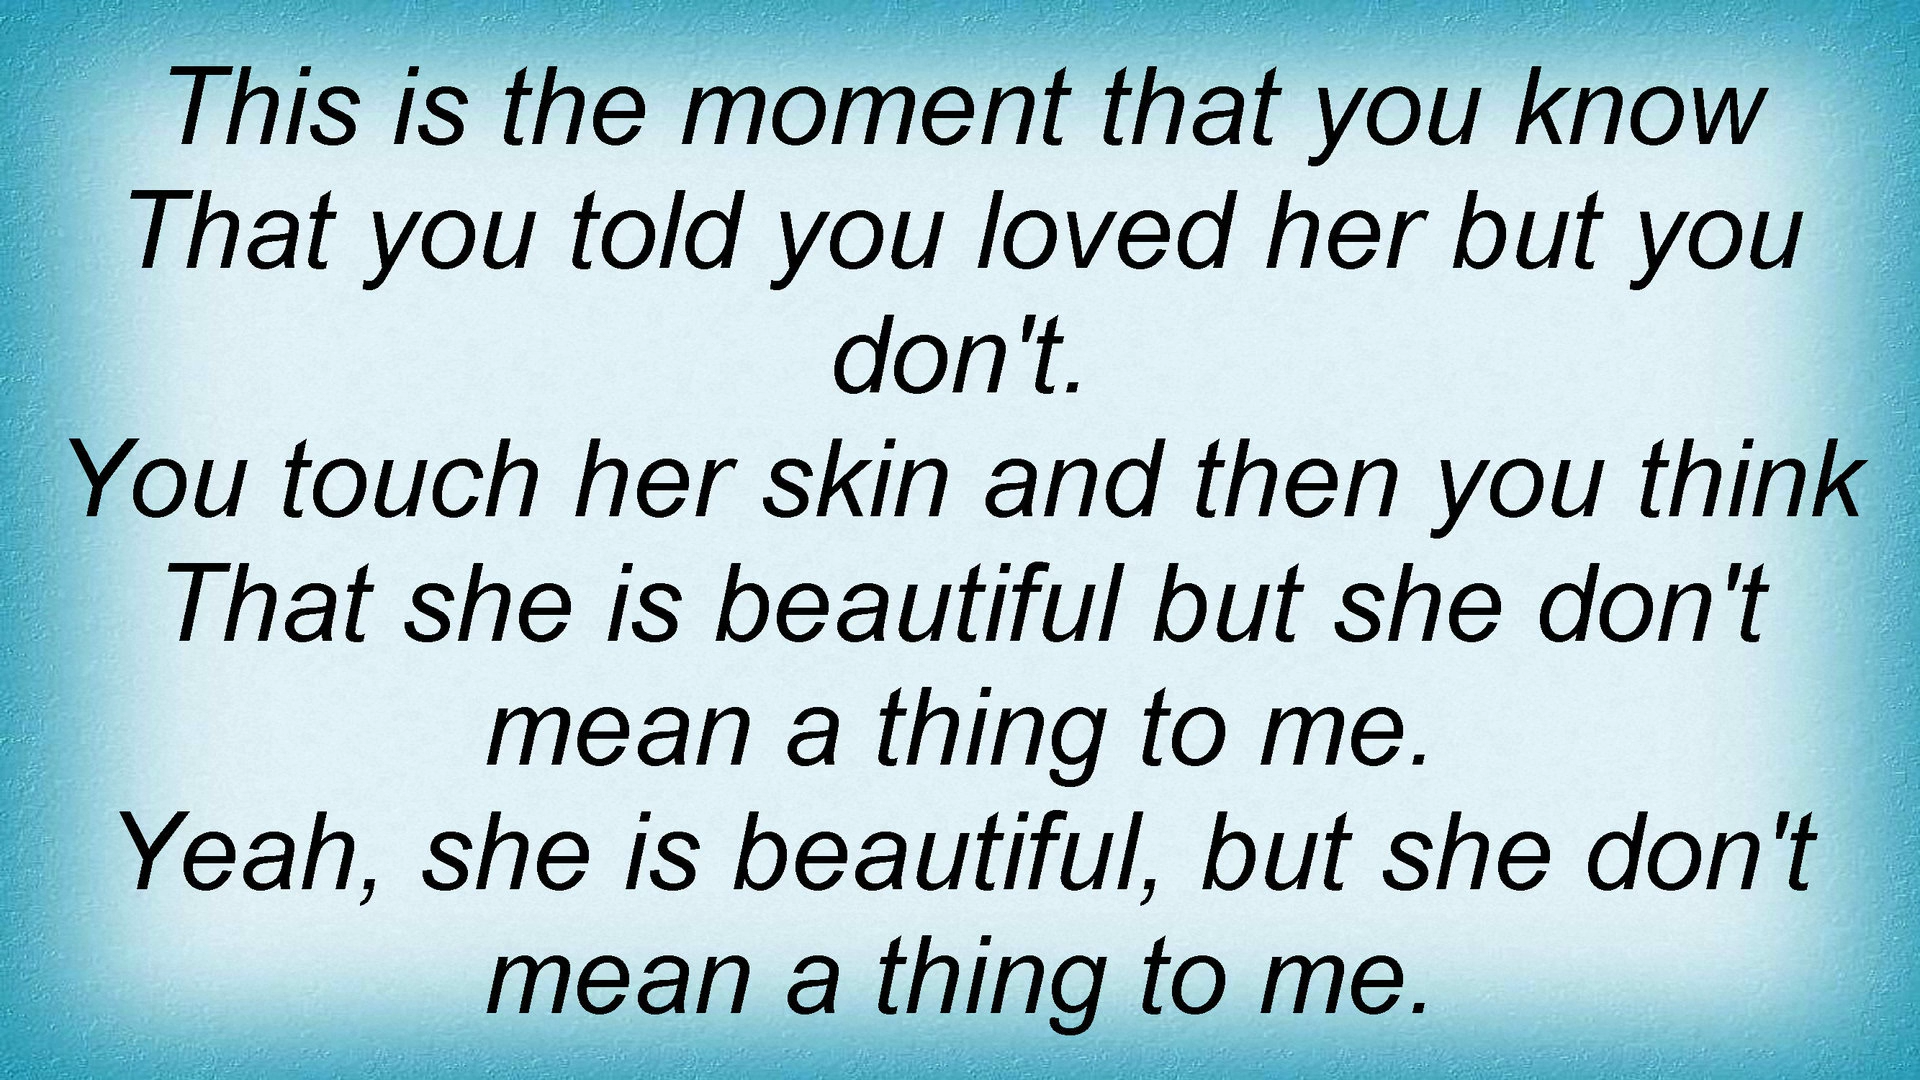 This is the moment that you know
That you told you loved her but you
don't.
You touch her skin and then you think
That she is beautiful but she don't
mean a thing to me.
Yeah, she is beautiful, but she don't
mean a thing to me.